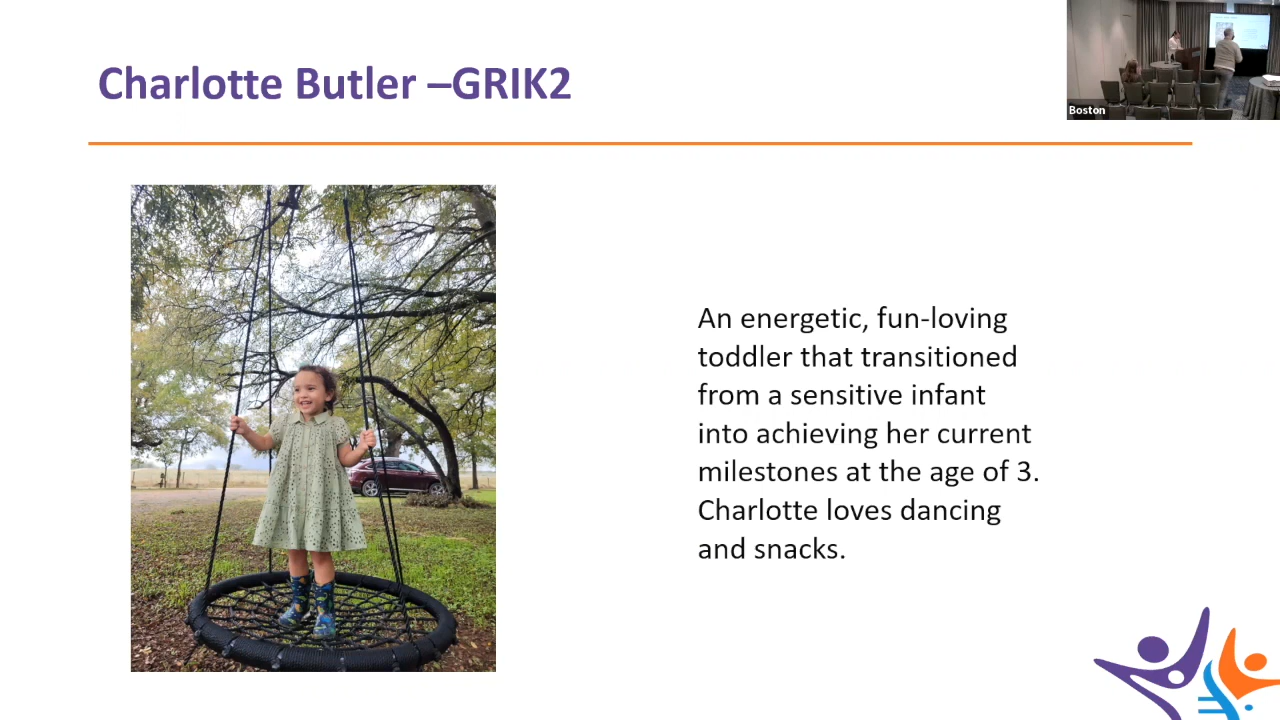 Charlotte Butler –GRIK2
Boston
An energetic, fun-loving
toddler that transitioned
from a sensitive infant
into achieving her current
milestones at the age of 3.
Charlotte loves dancing
and snacks.